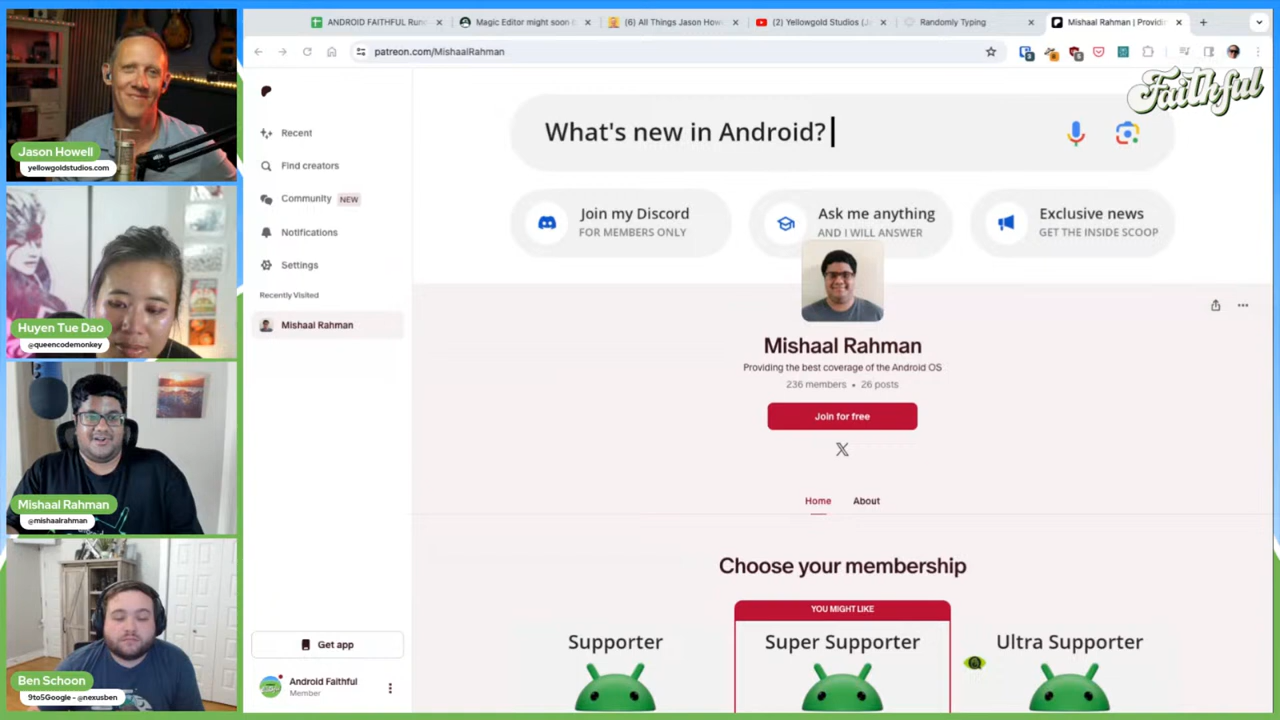 Jason Howell
yellowgoldstudios.com
Huyen Tue Dao
@queencodemonkey
Mishaal Rahman
@mishaalrahman
Ben Schoon
9to5Google - @nexusben
ANDROID FAITHFUL Run
Magic Editor might soon
(6) All Things Jason How
(2) Yellowgold Studios (J
Randomly Typing
Mishaal Rahman | Providi
patreon.com/MishaalRahman
Faithful
Recent
Find creators
Community NEW
Notifications
Settings
Recently Visited
Mishaal Rahman
Get app
Android Faithful
Member
What's new in Android?
Join my Discord
FOR MEMBERS ONLY
Ask me anything
AND I WILL ANSWER
Exclusive news
GET THE INSIDE SCOOP
Mishaal Rahman
Providing the best coverage of the Android OS
236 members • 26 posts
Join for free
Home
About
Choose your membership
YOU MIGHT LIKE
Supporter
Super Supporter
Ultra Supporter